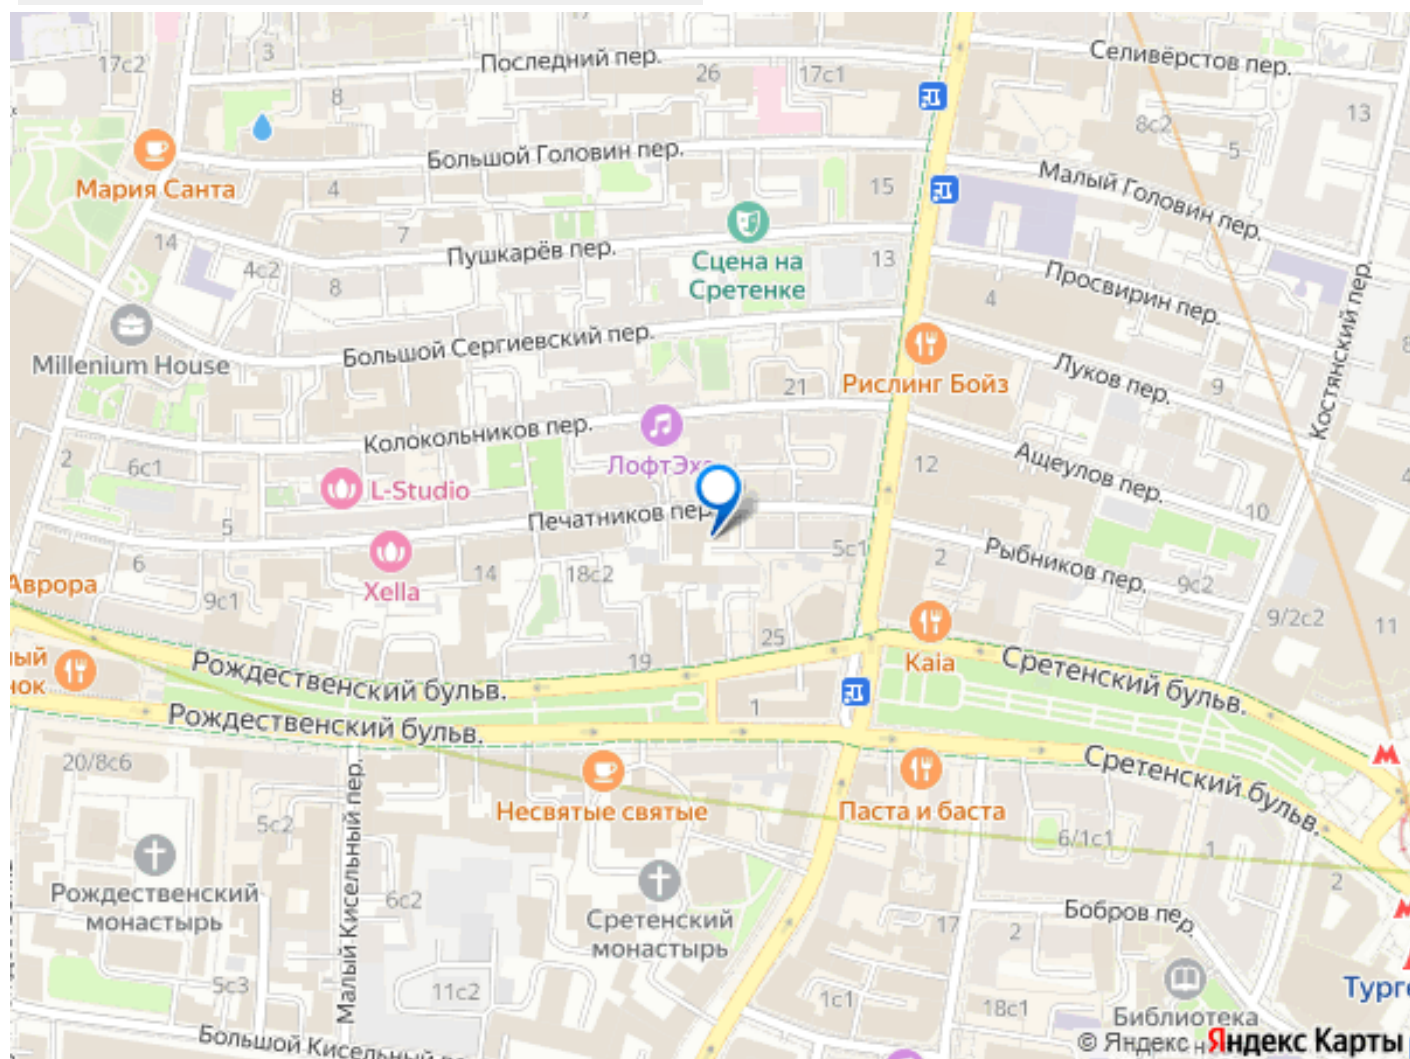 Последний пер.
Селивёрстов пер.
17с2
3
8
26
17с1
13
8с2
5
Большой Головин пер.
Мария Санта
4
15
Малый Головин пер.
14
7
Пушкарёв пер.
4с2
8
Сцена на
Сретенке
13
4
Просвирин пер.
Millenium House
Большой Сергиевский пер.
Рислинг Бойз
Луков пер.
9
Костянский пер.
21
Колокольников пер.
2
6с1
L-Studio
ЛофтЭхо
12
Ащеулов пер.
10
5
Печатников пер.
5с1
2
Рыбников пер.
9с2
6
Xella
14
18с2
Аврора
9с1
25
9/2с2
11
19
Kaia
Рождественский бульв.
Сретенский бульв.
1
Рождественский бульв.
Сретенский бульв.
20/8с6
Несвятые святые
Паста и баста
5с2
6/1с1
1
2
Малый Кисельный пер.
Рождественский
монастырь
6с2
Сретенский
монастырь
17
2
Бобров пер.
5с3
11с2
1с1
18с1
Библиотека
Большой Кисельный
© Яндекс
Яндекс Карты